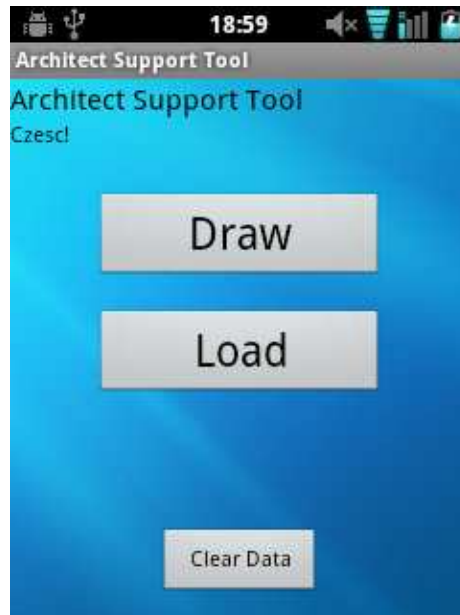 18:59
Architect Support Tool
Architect Support Tool
Czesc!
Draw
Load
Clear Data